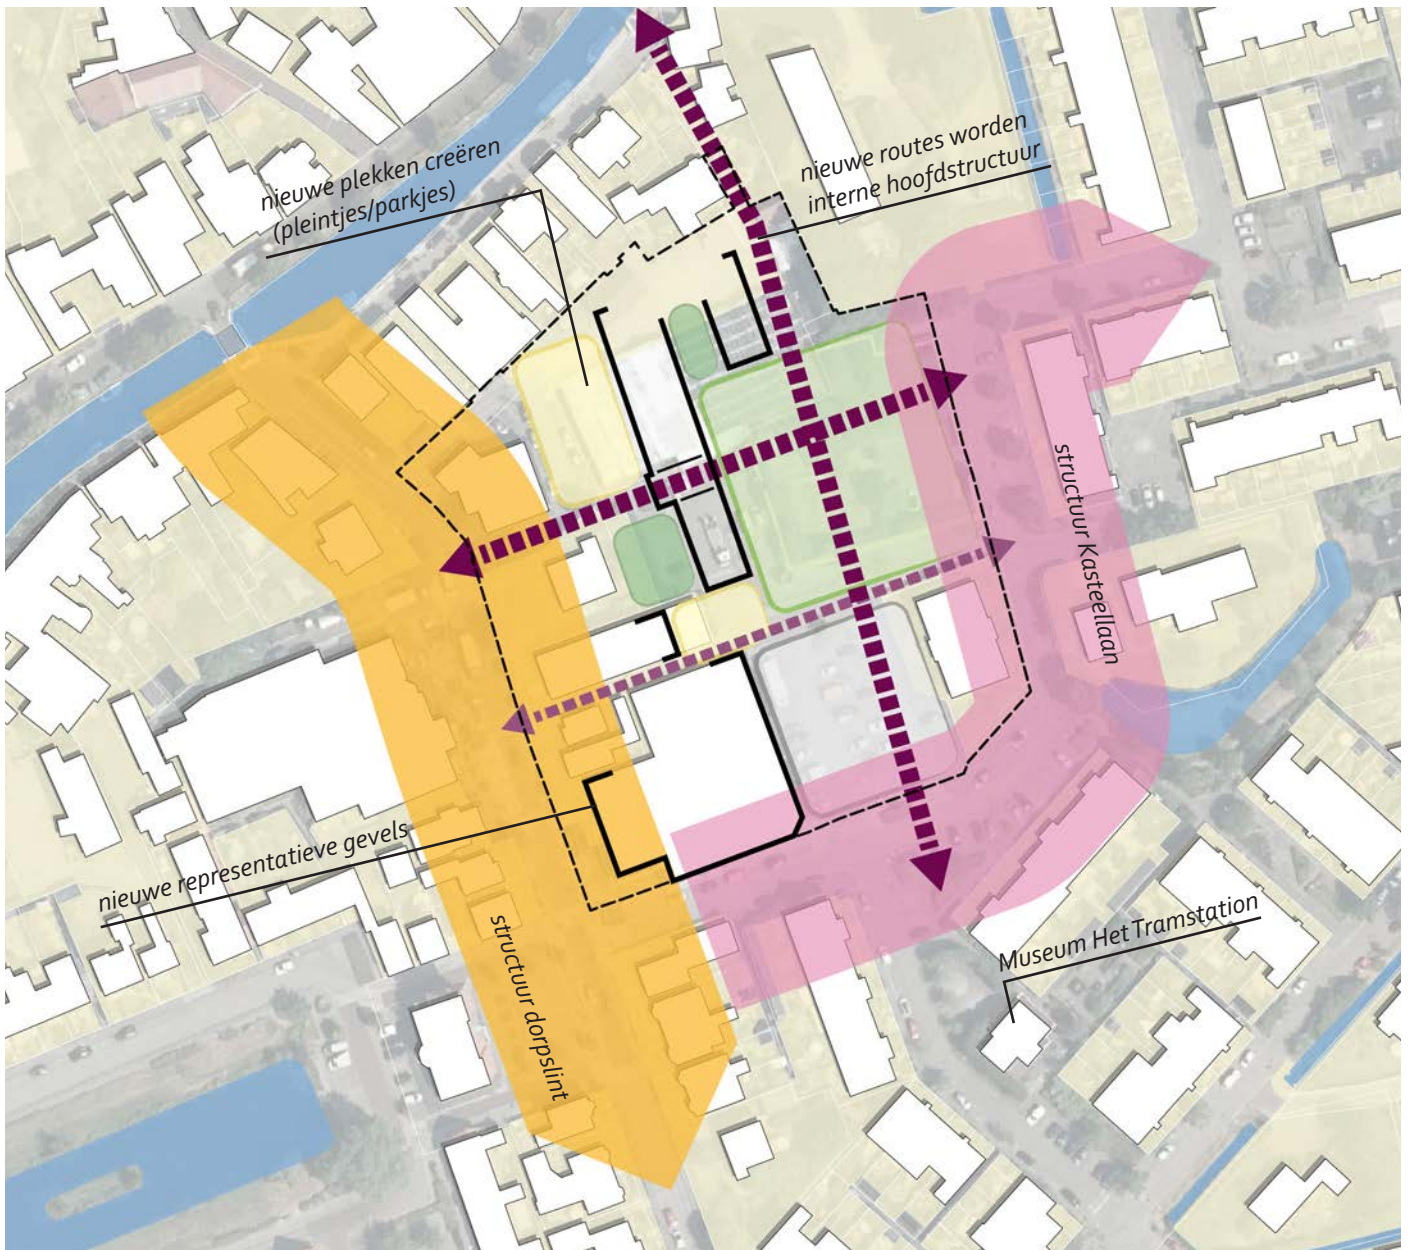 nieuwe plekken creëren
(pleintjes/parkjes)
nieuwe routes worden
interne hoofdstructuur
structuur Kasteellaan
nieuwe representatieve gevels
structuur dorpslint
Museum Het Tramstation